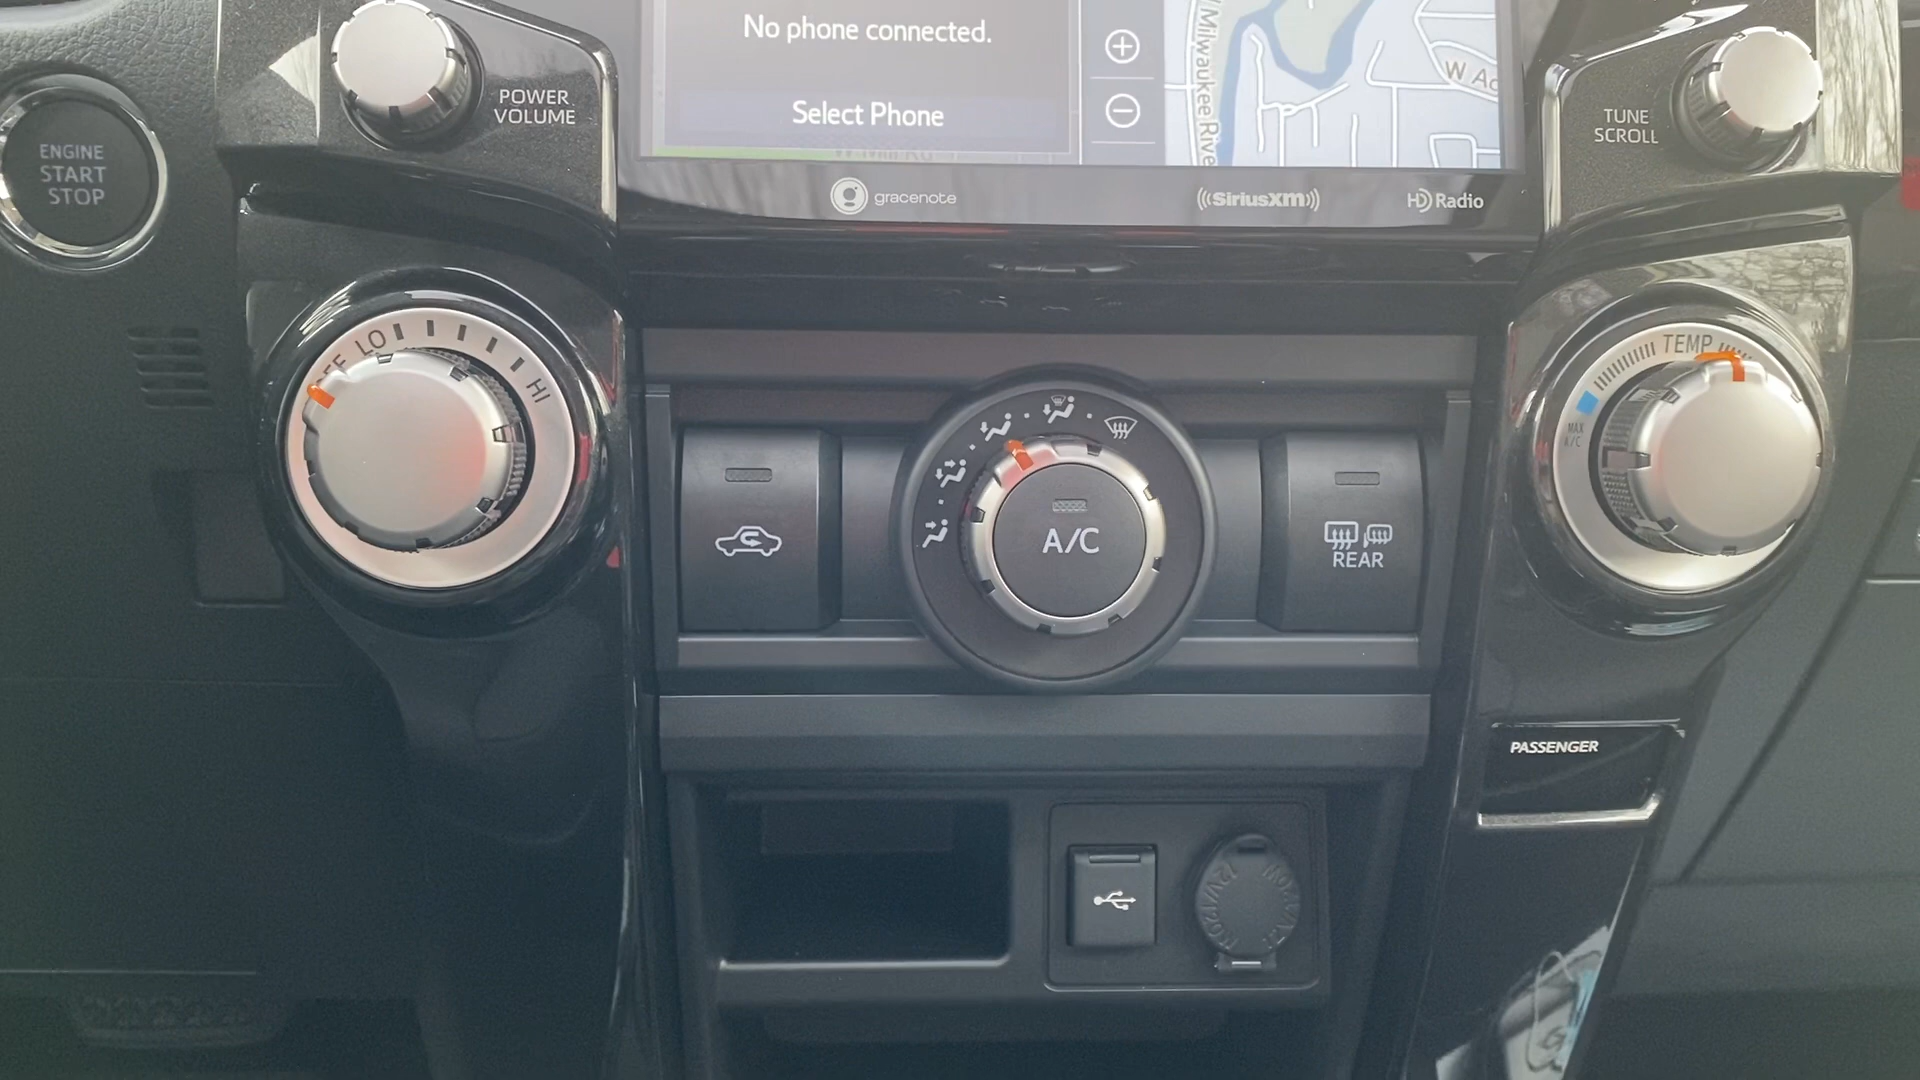 No phone connected.
Select Phone
Milwaukee River
POWER
VOLUME
TUNE
SCROLL
ENGINE
START
STOP
gracenote
SiriusXM
HD Radio
LO
HI
TEMP
MAX
A/C
A/C
REAR
PASSENGER